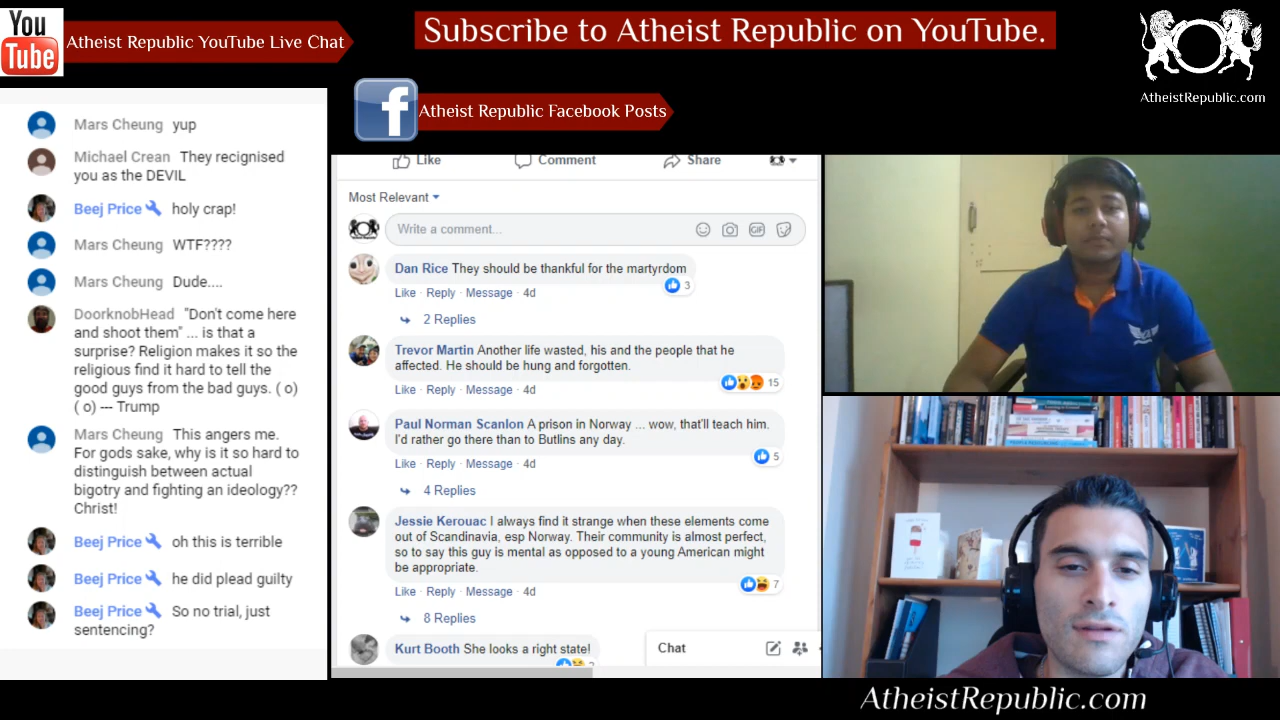 You
Tube
Atheist Republic YouTube Live Chat
Subscribe to Atheist Republic on YouTube.
AtheistRepublic.com
f
Atheist Republic Facebook Posts
Mars Cheung yup
Michael Crean They recignised
you as the DEVIL
Beej Price holy crap!
Mars Cheung WTF????
Mars Cheung Dude....
DoorknobHead "Don't come here
and shoot them" ... is that a
surprise? Religion makes it so the
religious find it hard to tell the
good guys from the bad guys. ( o)
( o) --- Trump
Mars Cheung This angers me.
For gods sake, why is it so hard to
distinguish between actual
bigotry and fighting an ideology??
Christ!
Beej Price oh this is terrible
Beej Price he did plead guilty
Beej Price So no trial, just
sentencing?
Like Comment Share
Most Relevant
Write a comment...
GIF
Dan Rice They should be thankful for the martyrdom
3
Like · Reply · Message · 4d
2 Replies
Trevor Martin Another life wasted, his and the people that he
affected. He should be hung and forgotten.
15
Like · Reply · Message · 4d
Paul Norman Scanlon A prison in Norway ... wow, that'll teach him.
I'd rather go there than to Butlins any day.
5
Like · Reply · Message · 4d
4 Replies
Jessie Kerouac I always find it strange when these elements come
out of Scandinavia, esp Norway. Their community is almost perfect,
so to say this guy is mental as opposed to a young American might
be appropriate.
7
Like · Reply · Message · 4d
8 Replies
Kurt Booth She looks a right state!
Chat
AtheistRepublic.com